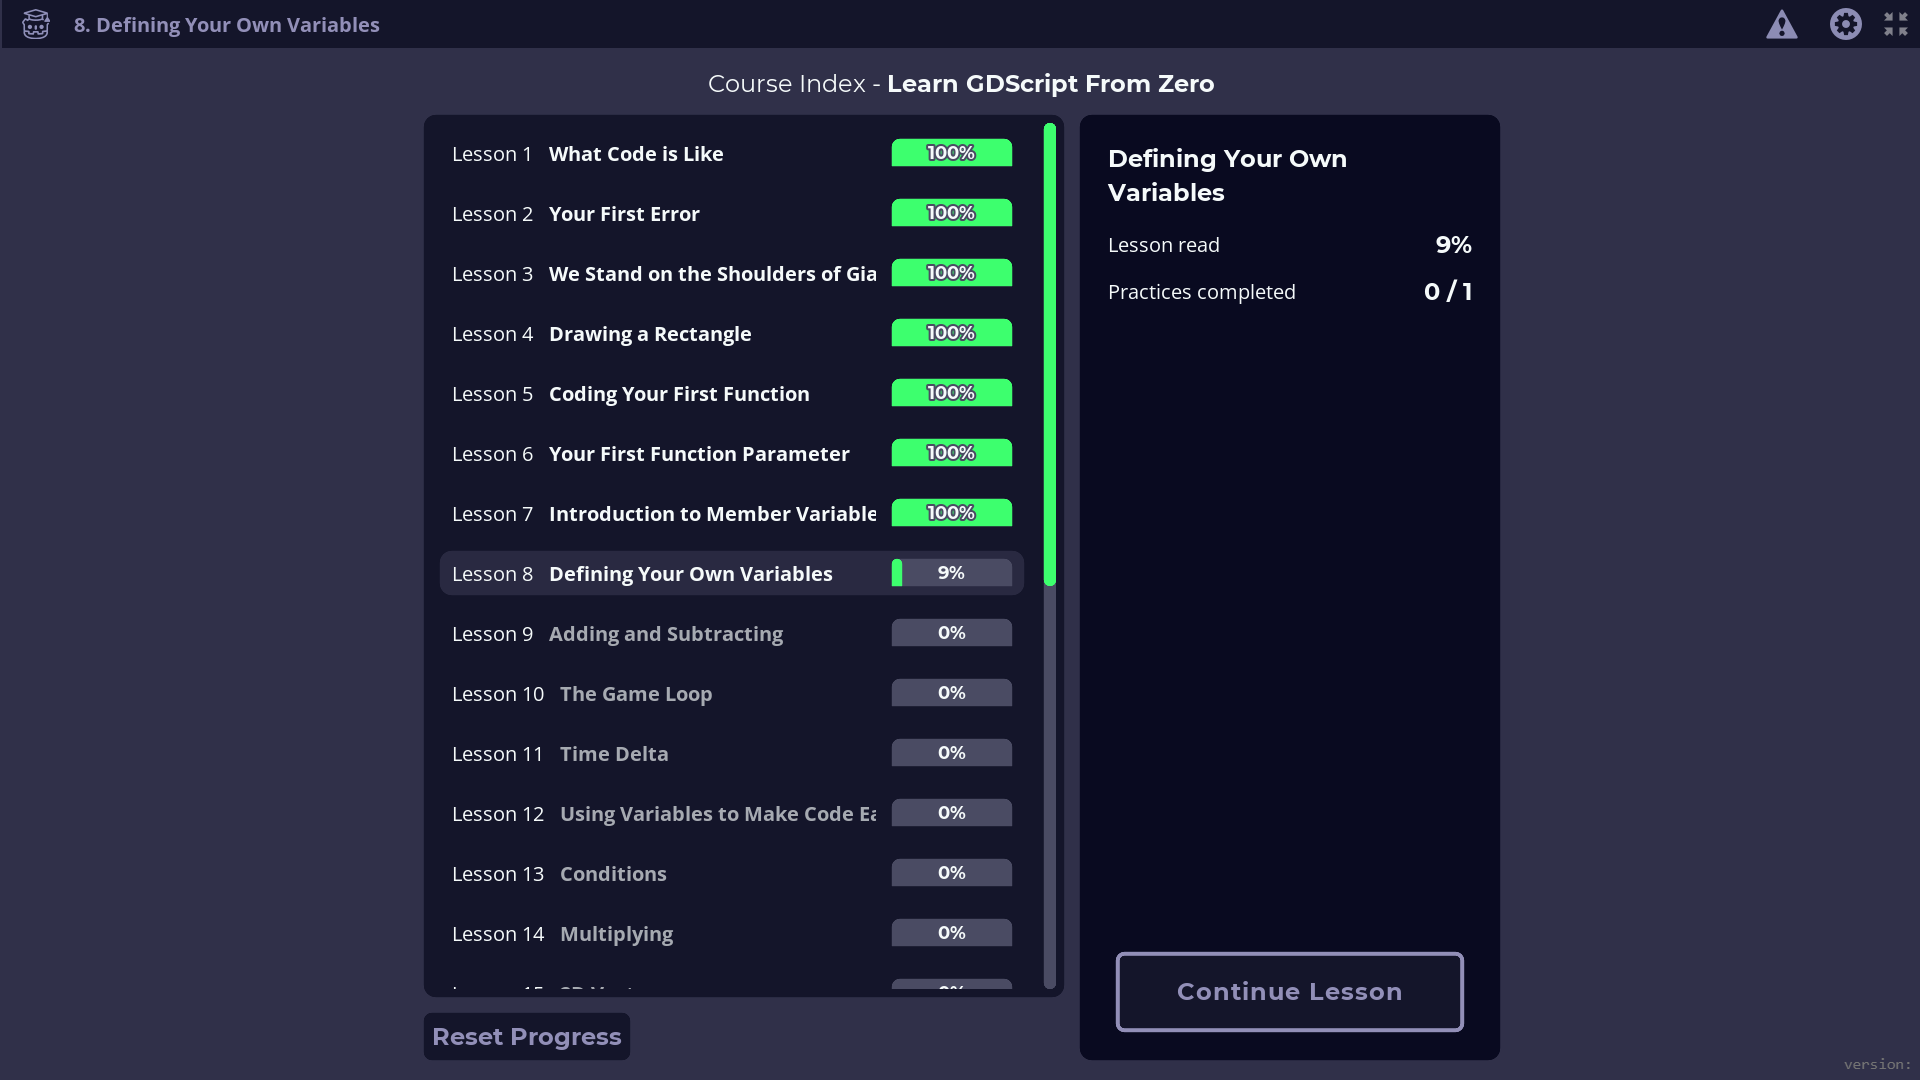 8. Defining Your Own Variables
Course Index - Learn GDScript From Zero
Lesson 1 What Code is Like 100%
Lesson 2 Your First Error 100%
Lesson 3 We Stand on the Shoulders of Gia 100%
Lesson 4 Drawing a Rectangle 100%
Lesson 5 Coding Your First Function 100%
Lesson 6 Your First Function Parameter 100%
Lesson 7 Introduction to Member Variable 100%
Lesson 8 Defining Your Own Variables 9%
Lesson 9 Adding and Subtracting 0%
Lesson 10 The Game Loop 0%
Lesson 11 Time Delta 0%
Lesson 12 Using Variables to Make Code Ea 0%
Lesson 13 Conditions 0%
Lesson 14 Multiplying 0%
Reset Progress
Defining Your Own
Variables
Lesson read 9%
Practices completed 0 / 1
Continue Lesson
version: